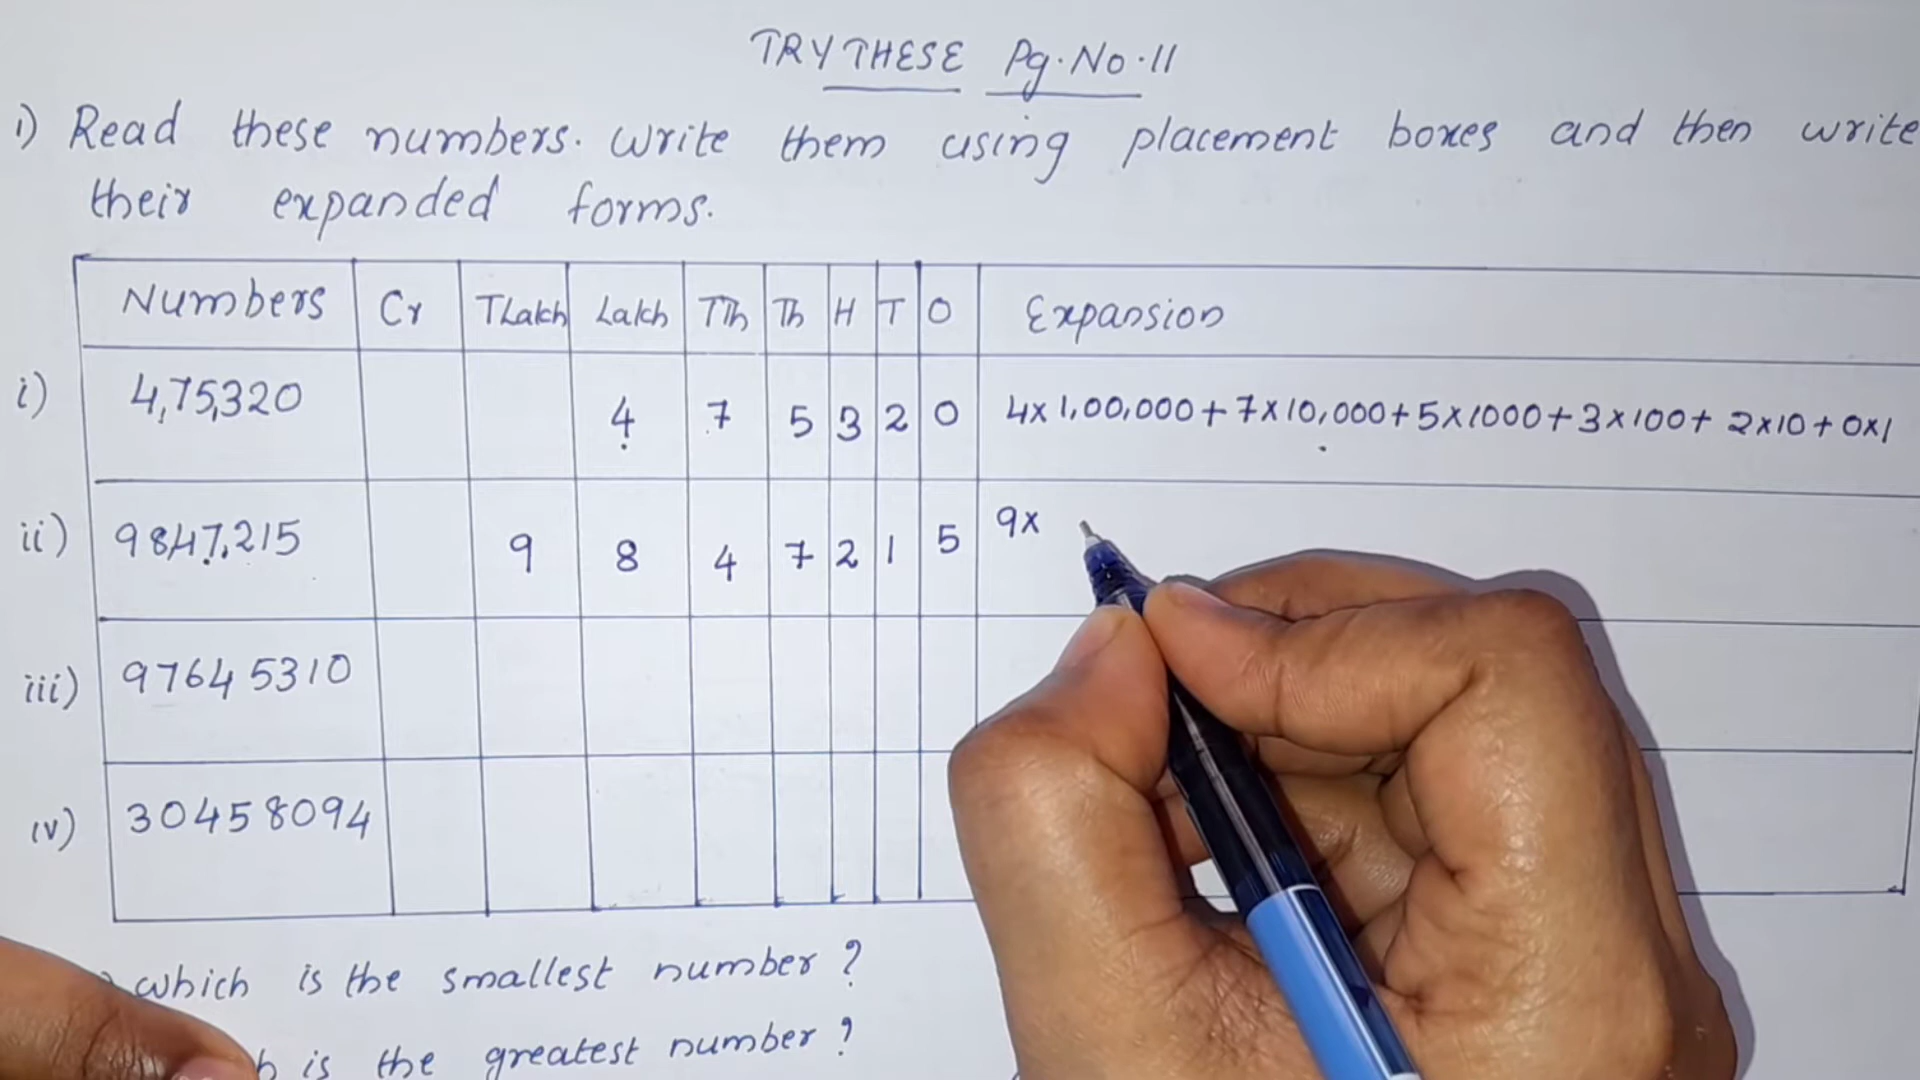 TRY THESE Pg.No.11
1) Read these numbers. Write them using placement boxes and then write
their expanded forms.
Numbers Cr TLakh Lakh TTh Th H T O Expansion
i) 4,75,320 4 7 5 3 2 0 4x1,00,000+7x10,000+5x1000+3x100+2x10+0x1
ii) 98,47,215 9 8 4 7 2 1 5 9x
iii) 97645310
iv) 30458094
which is the smallest number?
is the greatest number?